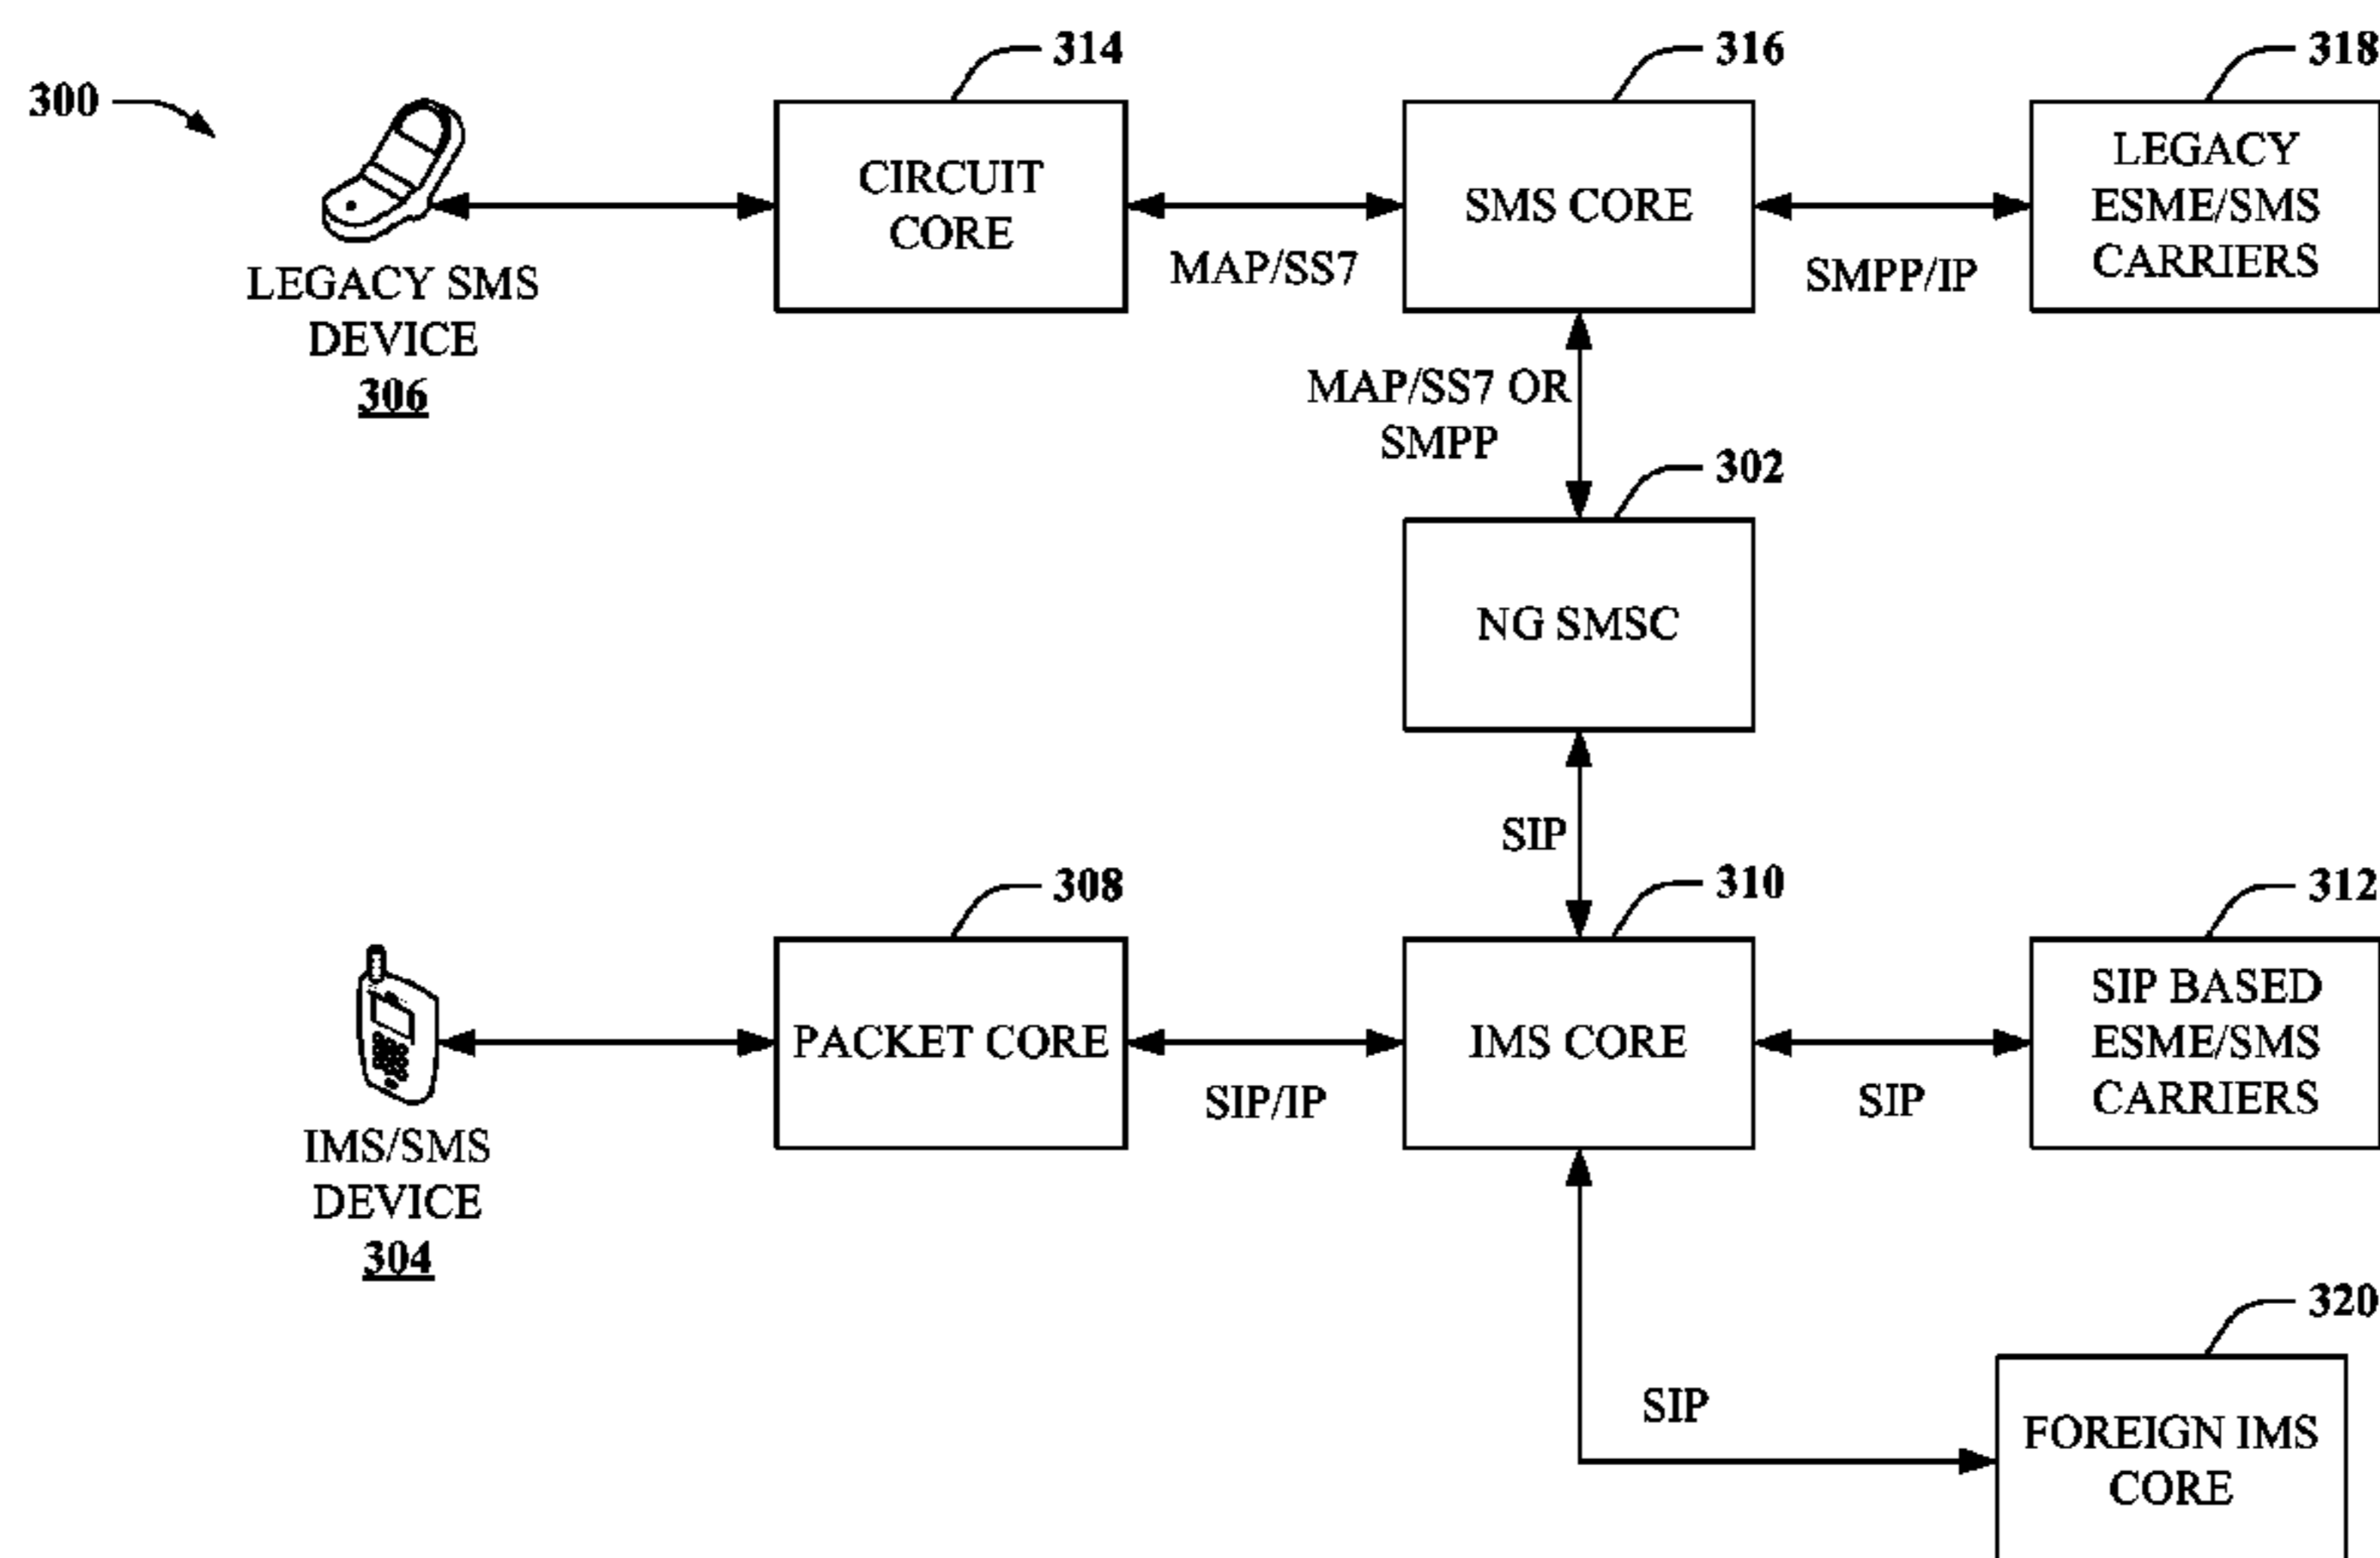 300
314
316
318
CIRCUIT
CORE
SMS CORE
LEGACY
ESME/SMS
CARRIERS
MAP/SS7
SMPP/IP
LEGACY SMS
DEVICE
306
MAP/SS7 OR
SMPP
302
NG SMSC
SIP
308
310
312
PACKET CORE
IMS CORE
SIP BASED
ESME/SMS
CARRIERS
SIP/IP
SIP
IMS/SMS
DEVICE
304
320
SIP
FOREIGN IMS
CORE